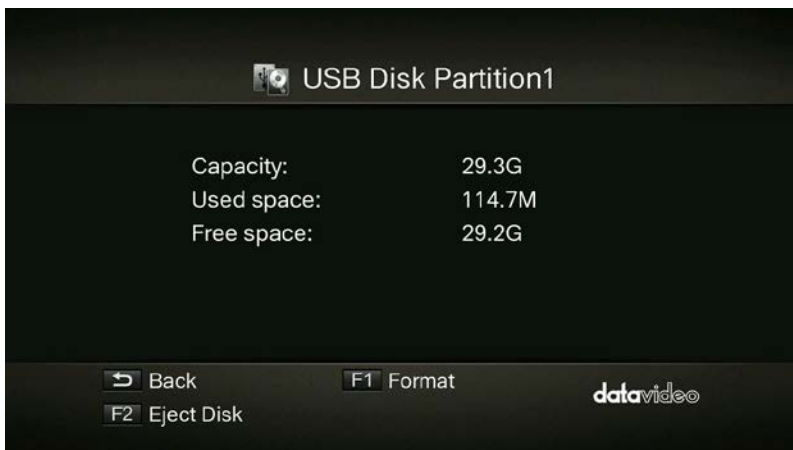 USB Disk Partition1
Capacity: 29.3G
Used space: 114.7M
Free space: 29.2G
Back F1 Format
datavideo
F2 Eject Disk